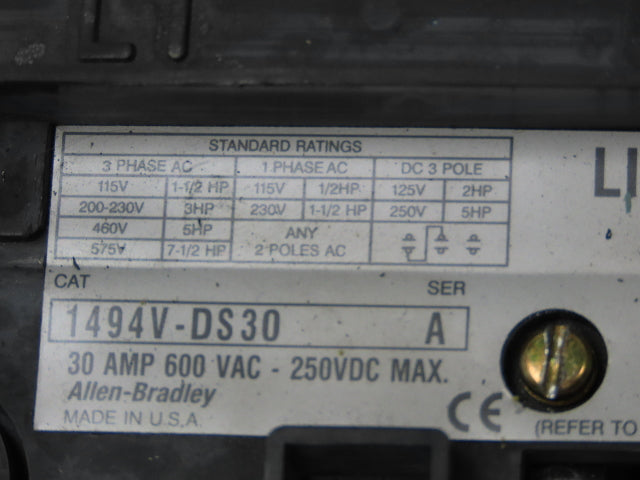 LI
STANDARD RATINGS
3 PHASE AC 1 PHASE AC DC 3 POLE
115V 1-1/2 HP 115V 1/2HP 125V 2HP
200-230V 3HP 230V 1-1/2 HP 250V 5HP
460V 5HP ANY
575V 7-1/2 HP 2 POLES AC
LI
CAT SER
1494V-DS30 A
30 AMP 600 VAC - 250VDC MAX.
Allen-Bradley
MADE IN U.S.A.
CE
(REFER TO